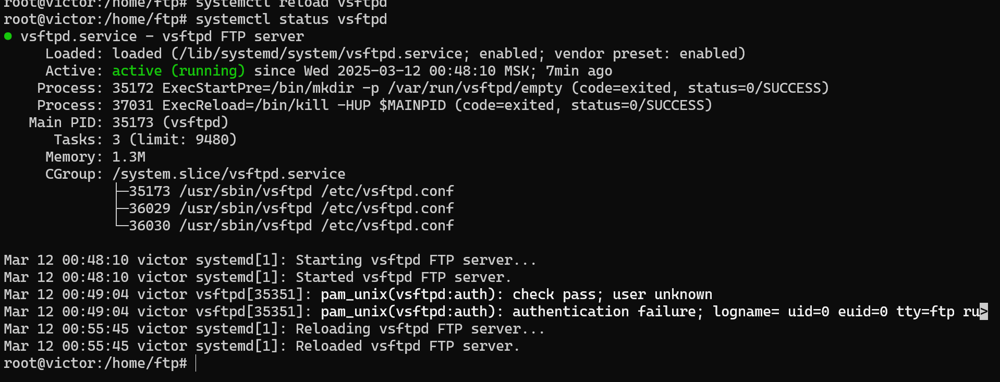 root@victor:/home/ftp# systemctl reload vsftpd
root@victor:/home/ftp# systemctl status vsftpd
● vsftpd.service - vsftpd FTP server
     Loaded: loaded (/lib/systemd/system/vsftpd.service; enabled; vendor preset: enabled)
     Active: active (running) since Wed 2025-03-12 00:48:10 MSK; 7min ago
    Process: 35172 ExecStartPre=/bin/mkdir -p /var/run/vsftpd/empty (code=exited, status=0/SUCCESS)
    Process: 37031 ExecReload=/bin/kill -HUP $MAINPID (code=exited, status=0/SUCCESS)
   Main PID: 35173 (vsftpd)
      Tasks: 3 (limit: 9480)
     Memory: 1.3M
     CGroup: /system.slice/vsftpd.service
             ├─35173 /usr/sbin/vsftpd /etc/vsftpd.conf
             ├─36029 /usr/sbin/vsftpd /etc/vsftpd.conf
             └─36030 /usr/sbin/vsftpd /etc/vsftpd.conf
Mar 12 00:48:10 victor systemd[1]: Starting vsftpd FTP server...
Mar 12 00:48:10 victor systemd[1]: Started vsftpd FTP server.
Mar 12 00:49:04 victor vsftpd[35351]: pam_unix(vsftpd:auth): check pass; user unknown
Mar 12 00:49:04 victor vsftpd[35351]: pam_unix(vsftpd:auth): authentication failure; logname= uid=0 euid=0 tty=ftp ru>
Mar 12 00:55:45 victor systemd[1]: Reloading vsftpd FTP server...
Mar 12 00:55:45 victor systemd[1]: Reloaded vsftpd FTP server.
root@victor:/home/ftp#